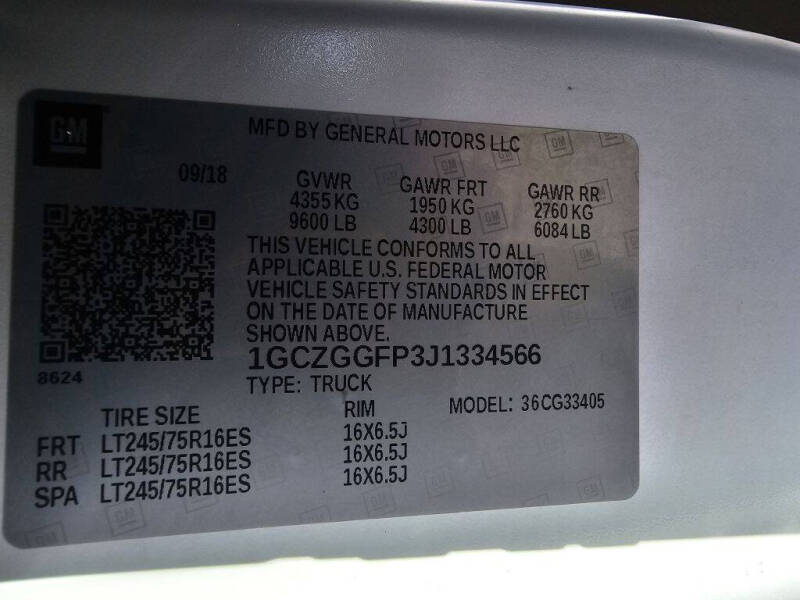 GM
MFD BY GENERAL MOTORS LLC
09/18 GVWR GAWR FRT GAWR RR
4355 KG 1950 KG 2760 KG
9600 LB 4300 LB 6084 LB
THIS VEHICLE CONFORMS TO ALL
APPLICABLE U.S. FEDERAL MOTOR
VEHICLE SAFETY STANDARDS IN EFFECT
ON THE DATE OF MANUFACTURE
SHOWN ABOVE.
1GCZGGFP3J1334566
8624
TYPE: TRUCK
TIRE SIZE RIM MODEL: 36CG33405
FRT LT245/75R16ES 16X6.5J
RR LT245/75R16ES 16X6.5J
SPA LT245/75R16ES 16X6.5J